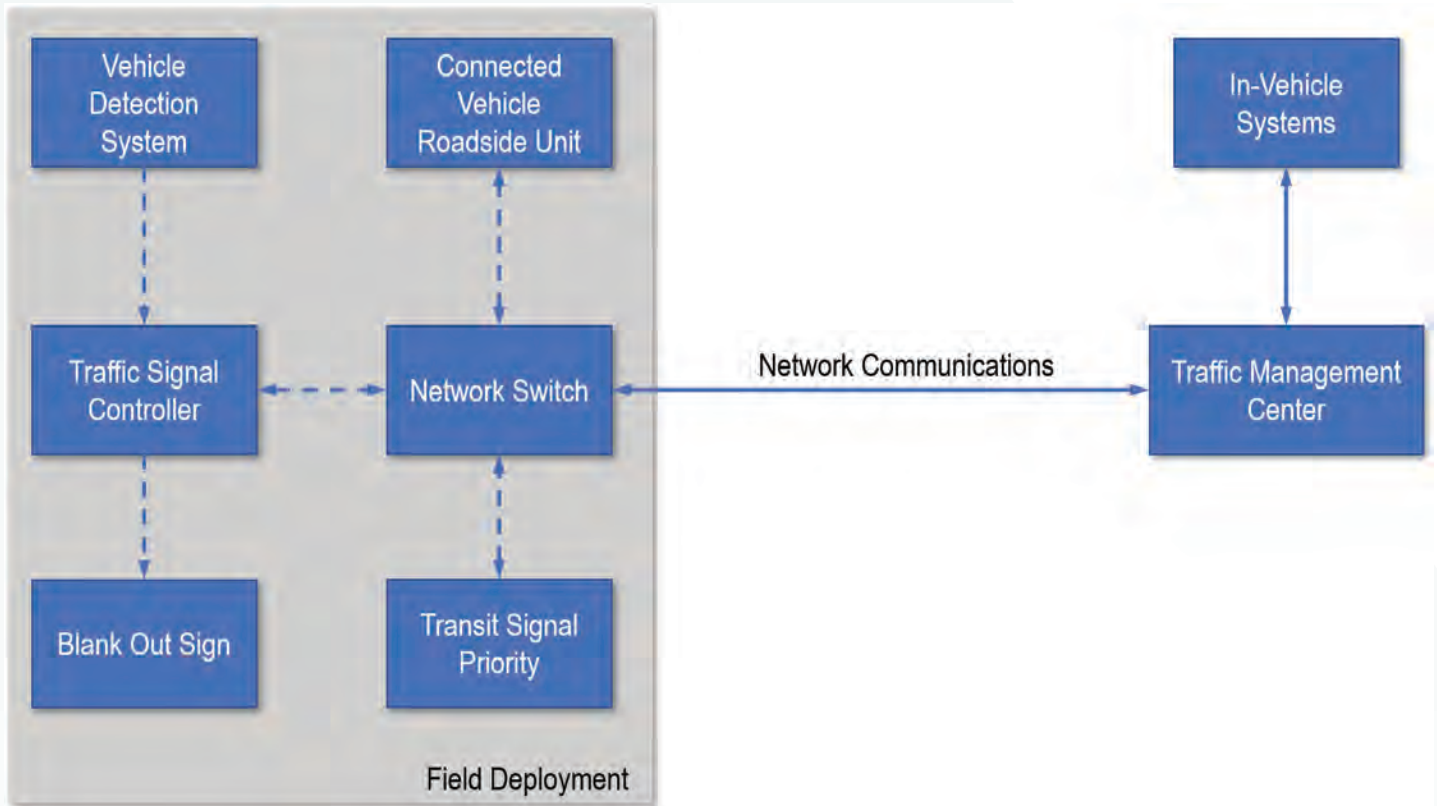 Vehicle
Detection
System
Connected
Vehicle
Roadside Unit
In-Vehicle
Systems
Traffic Signal
Controller
Network Switch
Network Communications
Traffic Management
Center
Blank Out Sign
Transit Signal
Priority
Field Deployment